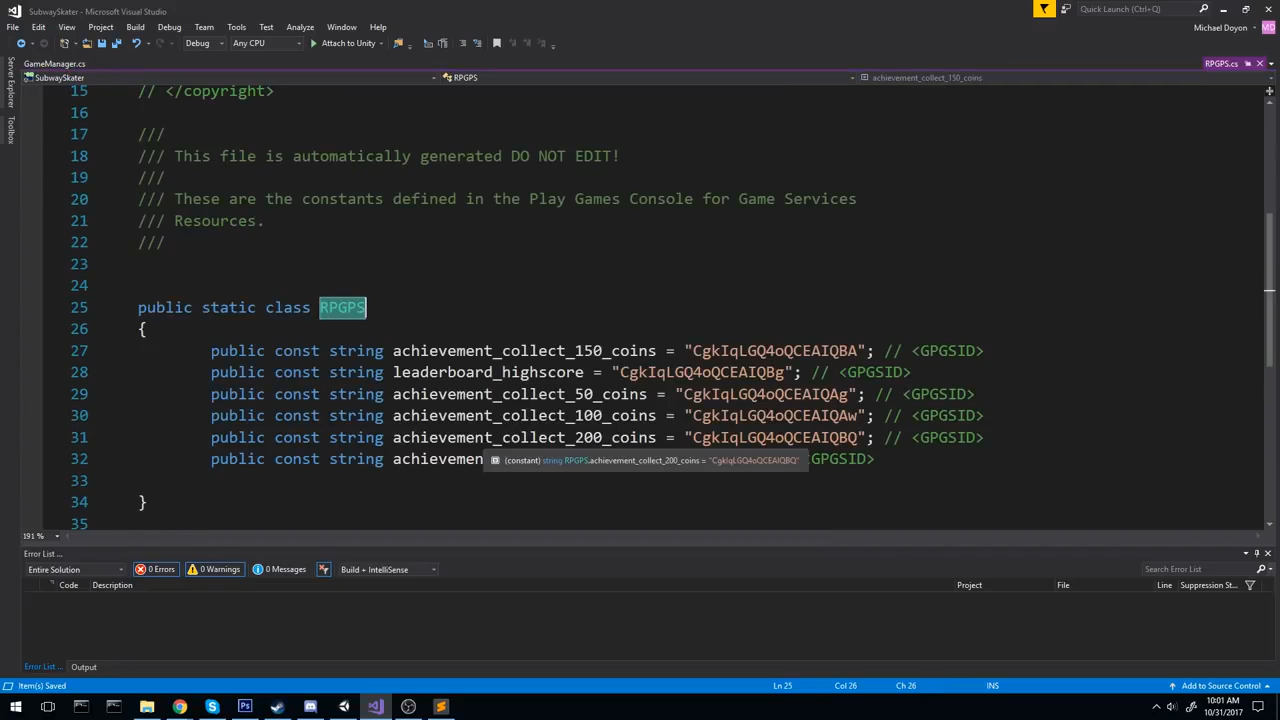 SubwaySkater - Microsoft Visual Studio
Quick Launch (Ctrl+Q)
File Edit View Project Build Debug Team Tools Test Analyze Window Help
Michael Doyon
MD
Debug Any CPU Attach to Unity
GameManager.cs
RPGPS.cs
SubwaySkater
RPGPS
achievement_collect_150_coins
Server Explorer
Toolbox
15 // </copyright>
16
17 ///
18 /// This file is automatically generated DO NOT EDIT!
19 ///
20 /// These are the constants defined in the Play Games Console for Game Services
21 /// Resources.
22 ///
23
24
25 public static class RPGPS
26 {
27 public const string achievement_collect_150_coins = "CgkIqLGQ4oQCEAIQBA"; // <GPGSID>
28 public const string leaderboard_highscore = "CgkIqLGQ4oQCEAIQBg"; // <GPGSID>
29 public const string achievement_collect_50_coins = "CgkIqLGQ4oQCEAIQAg"; // <GPGSID>
30 public const string achievement_collect_100_coins = "CgkIqLGQ4oQCEAIQAw"; // <GPGSID>
31 public const string achievement_collect_200_coins = "CgkIqLGQ4oQCEAIQBQ"; // <GPGSID>
32 public const string achievemen GPGSID>
(constant) string RPGPS.achievement_collect_200_coins = "CgkIqLGQ4oQCEAIQBQ"
33
34 }
35
191 %
Error List ...
Entire Solution 0 Errors 0 Warnings 0 Messages Build + IntelliSense
Search Error List
Code Description Project File Line Suppression St...
Error List ... Output
Item(s) Saved Ln 25 Col 26 Ch 26 INS Add to Source Control
10:01 AM
10/31/2017